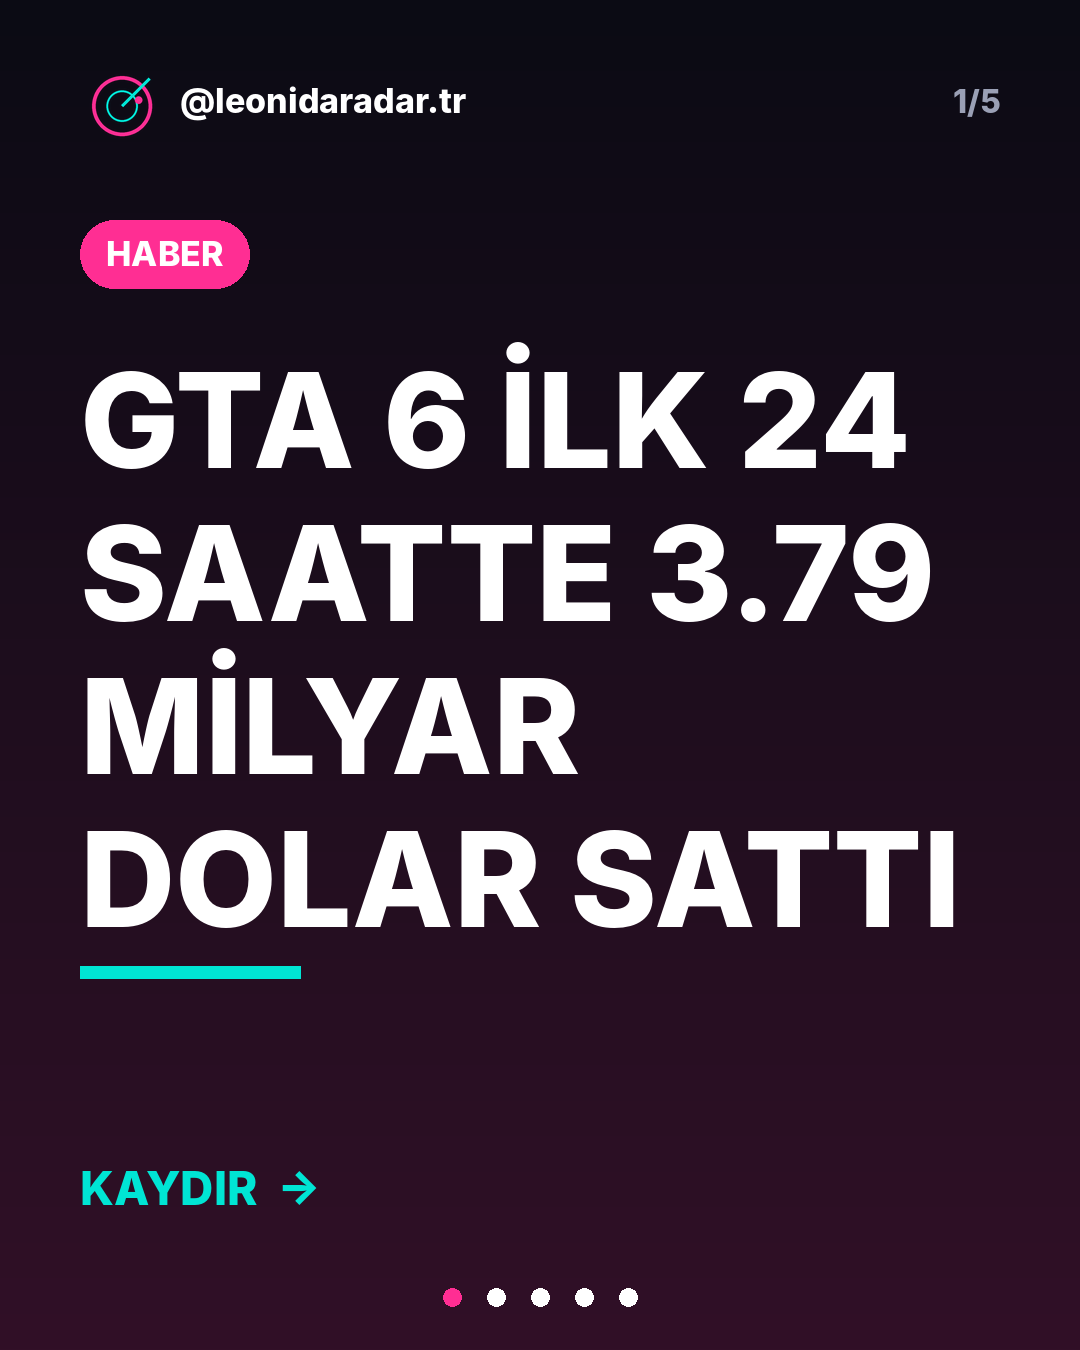 @leonidaradar.tr
1/5
HABER
GTA 6 İLK 24
SAATTE 3.79
MİLYAR
DOLAR SATTI
KAYDIR →